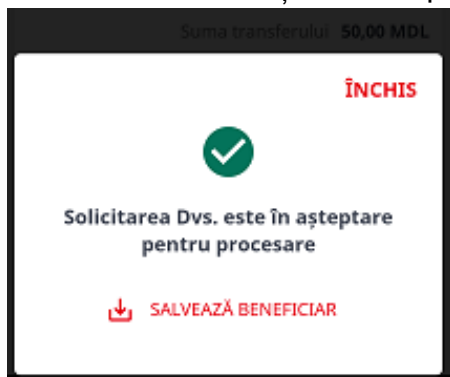 Suma transferului 50,00 MDL
ÎNCHIS
Solicitarea Dvs. este în așteptare
pentru procesare
SALVEAZĂ BENEFICIAR